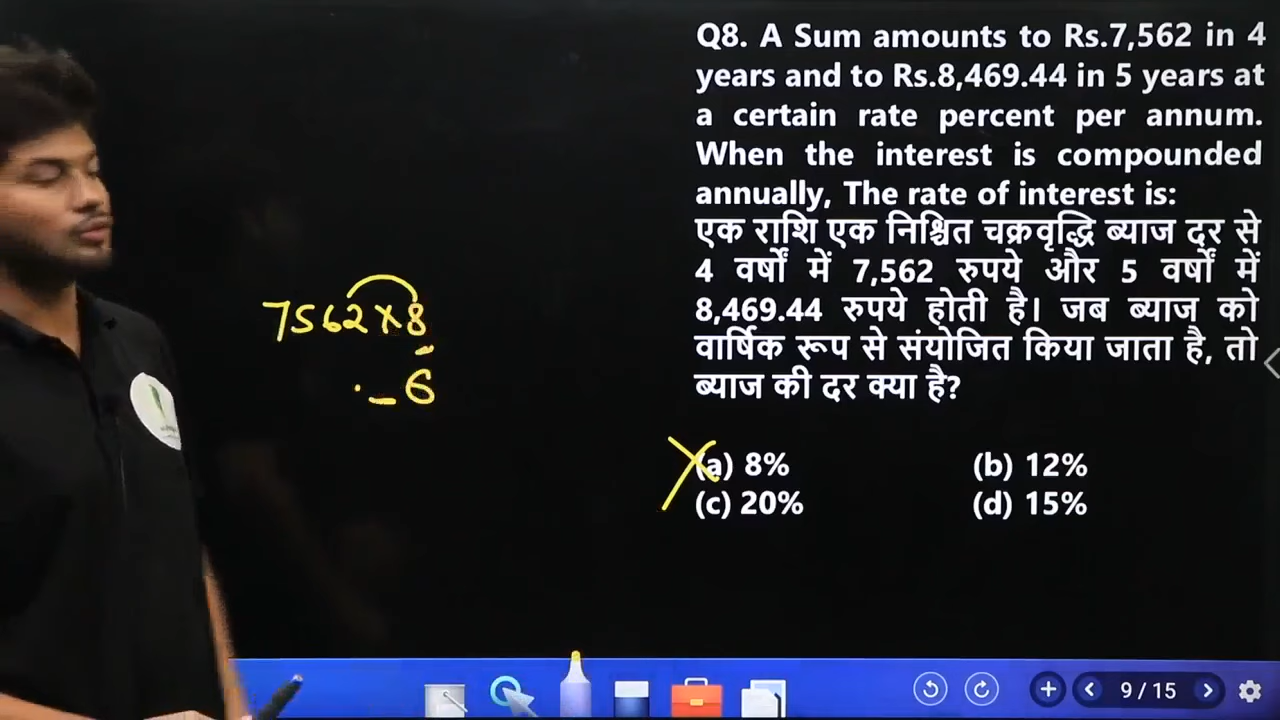 Q8. A Sum amounts to Rs.7,562 in 4
years and to Rs.8,469.44 in 5 years at
a certain rate percent per annum.
When the interest is compounded
annually, The rate of interest is:
एक राशि एक निश्चित चक्रवृद्धि ब्याज दर से
4 वर्षों में 7,562 रुपये और 5 वर्षों में
8,469.44 रुपये होती है। जब ब्याज को
वार्षिक रूप से संयोजित किया जाता है, तो
ब्याज की दर क्या है?
(a) 8% (b) 12%
(c) 20% (d) 15%
7562×8
._6
9 / 15